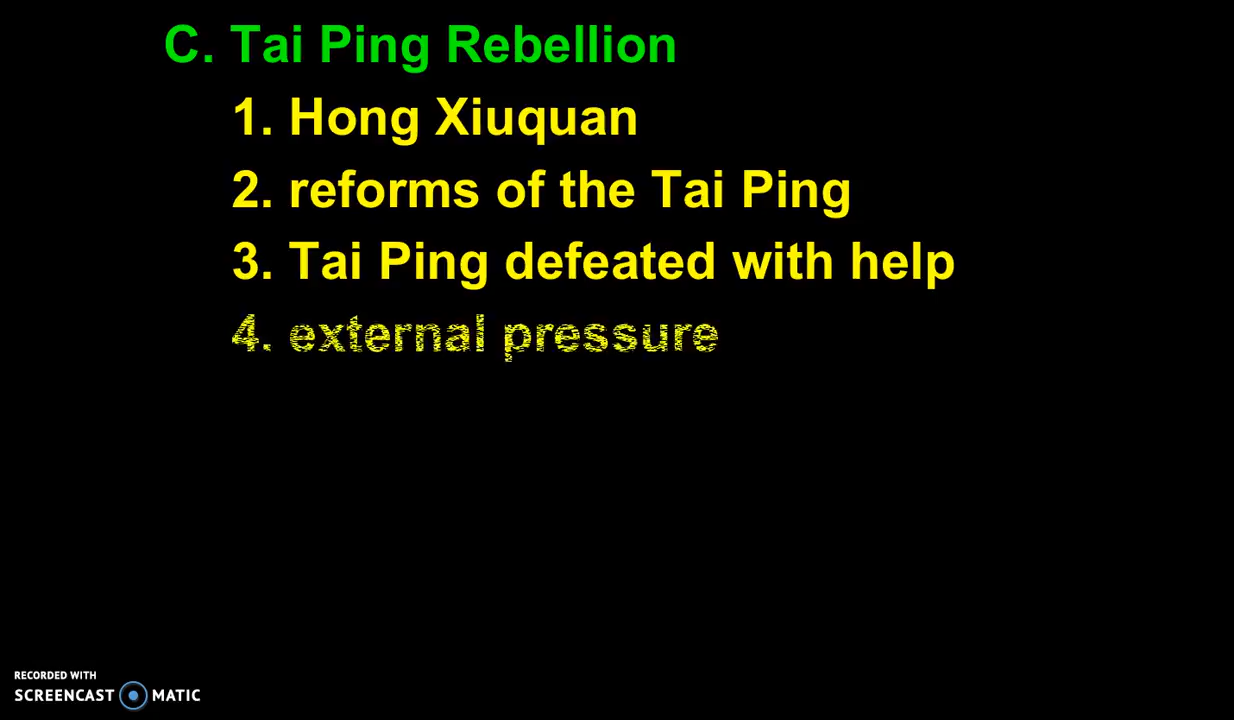 C. Tai Ping Rebellion
1. Hong Xiuquan
2. reforms of the Tai Ping
3. Tai Ping defeated with help
4. external pressure
RECORDED WITH
SCREENCAST MATIC